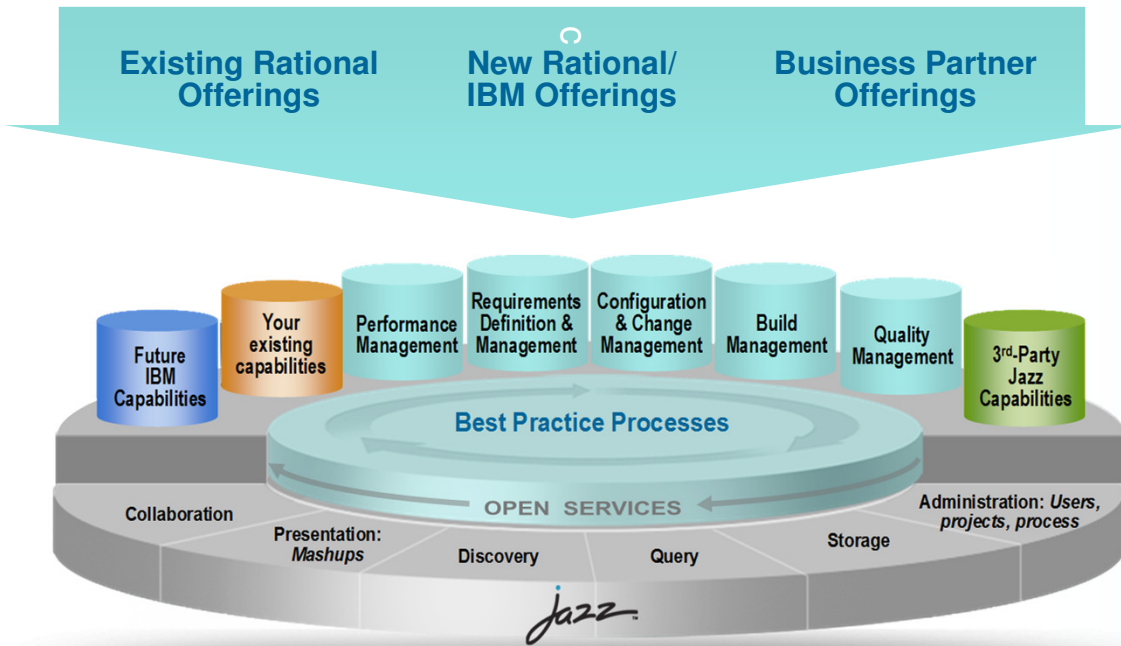 Existing Rational
Offerings
New Rational/
IBM Offerings
Business Partner
Offerings
Future
IBM
Capabilities
Your
existing
capabilities
Performance
Management
Requirements
Definition &
Management
Configuration
& Change
Management
Build
Management
Quality
Management
3rd-Party
Jazz
Capabilities
Best Practice Processes
OPEN SERVICES
Collaboration
Presentation:
Mashups
Discovery
Query
Storage
Administration: Users,
projects, process
jazz™